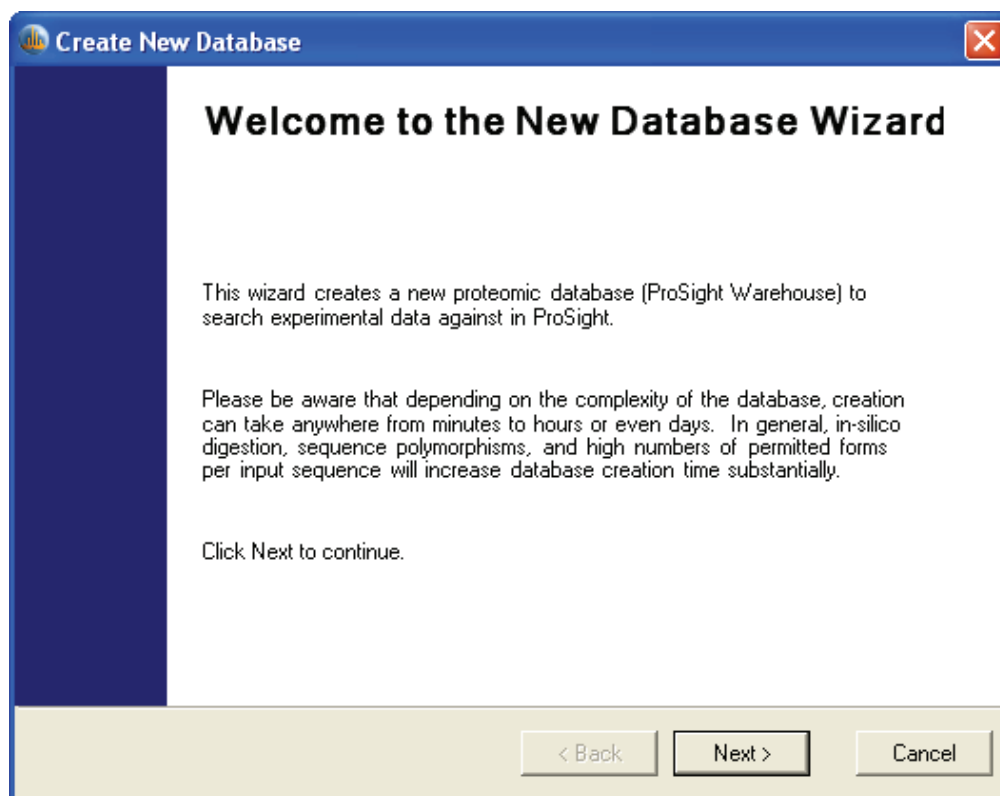 Create New Database
Welcome to the New Database Wizard
This wizard creates a new proteomic database (ProSight Warehouse) to
search experimental data against in ProSight.
Please be aware that depending on the complexity of the database, creation
can take anywhere from minutes to hours or even days. In general, in-silico
digestion, sequence polymorphisms, and high numbers of permitted forms
per input sequence will increase database creation time substantially.
Click Next to continue.
< Back Next > Cancel